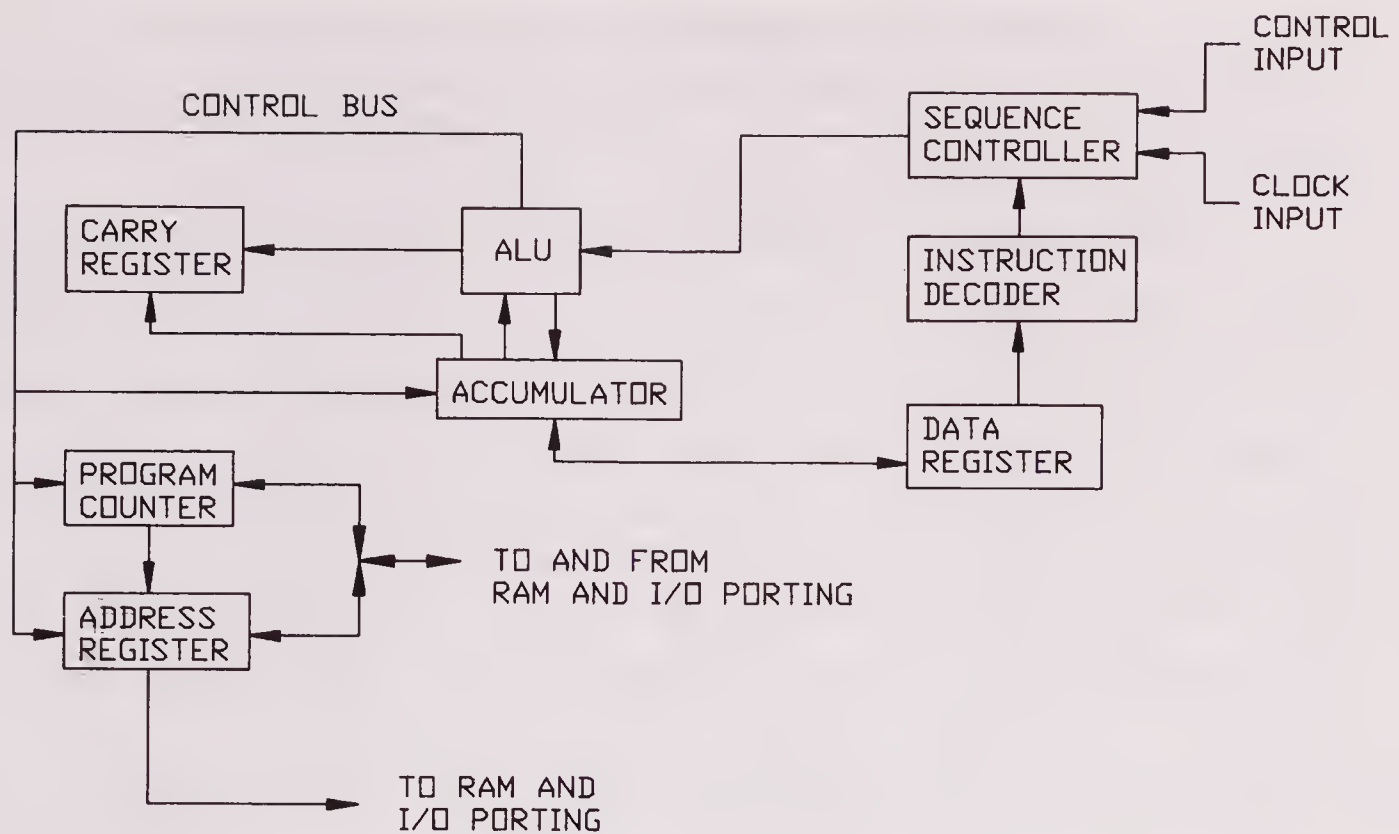 CONTROL
INPUT
CONTROL BUS
SEQUENCE
CONTROLLER
CLOCK
INPUT
CARRY
REGISTER
ALU
INSTRUCTION
DECODER
ACCUMULATOR
DATA
REGISTER
PROGRAM
COUNTER
TO AND FROM
RAM AND I/O PORTING
ADDRESS
REGISTER
TO RAM AND
I/O PORTING